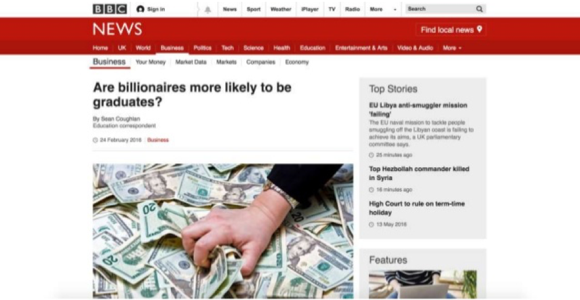 BBC Sign in News Sport Weather iPlayer TV Radio More Search
NEWS
Find local news
Home UK World Business Politics Tech Science Health Education Entertainment & Arts Video & Audio More
Business Your Money Market Data Markets Companies Economy
Are billionaires more likely to be
graduates?
By Sean Coughlan
Education correspondent
24 February 2016 Business
Top Stories
EU Libya anti-smuggler mission
'failing'
The EU naval mission to tackle people
smuggling off the Libyan coast is failing to
achieve its aims, a UK parliamentary
committee says.
25 minutes ago
Top Hezbollah commander killed
in Syria
18 minutes ago
High Court to rule on term-time
holiday
13 May 2016
Features
20
20